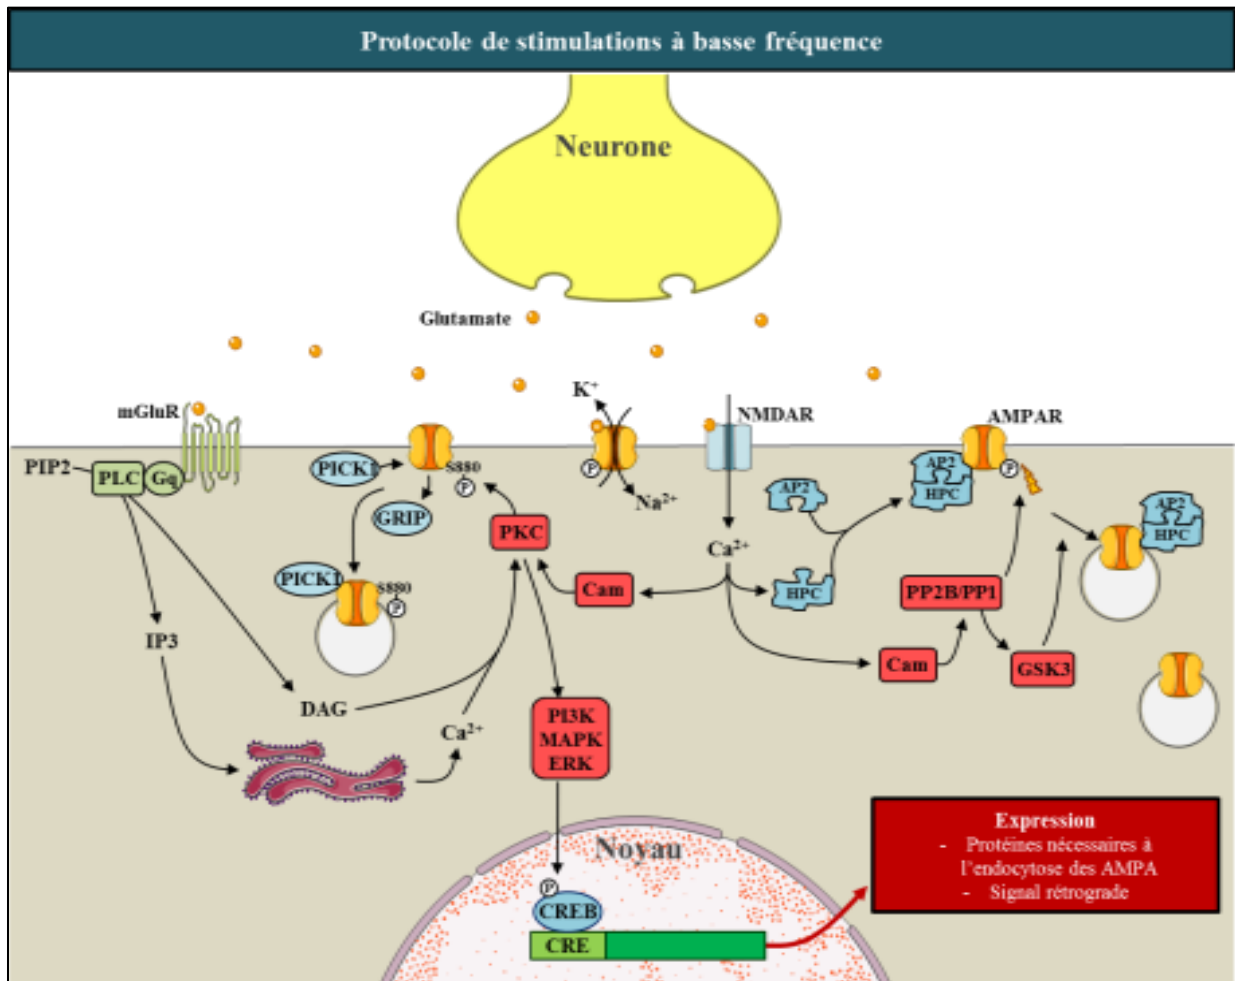 Protocole de stimulations à basse fréquence
Neurone
Glutamate
mGluR
K⁺
NMDAR
AMPAR
PIP2
PLC
Gq
PICK1
S880
P
GRIP
PKC
P
Na²⁺
AP2
AP2
HPC
P
AP2
HPC
Ca²⁺
PICK1
S880
P
Cam
HPC
PP2B/PP1
IP3
Cam
GSK3
DAG
Ca²⁺
PI3K
MAPK
ERK
Noyau
P
CREB
CRE
Expression
- Protéines nécessaires à
l'endocytose des AMPA
- Signal rétrograde